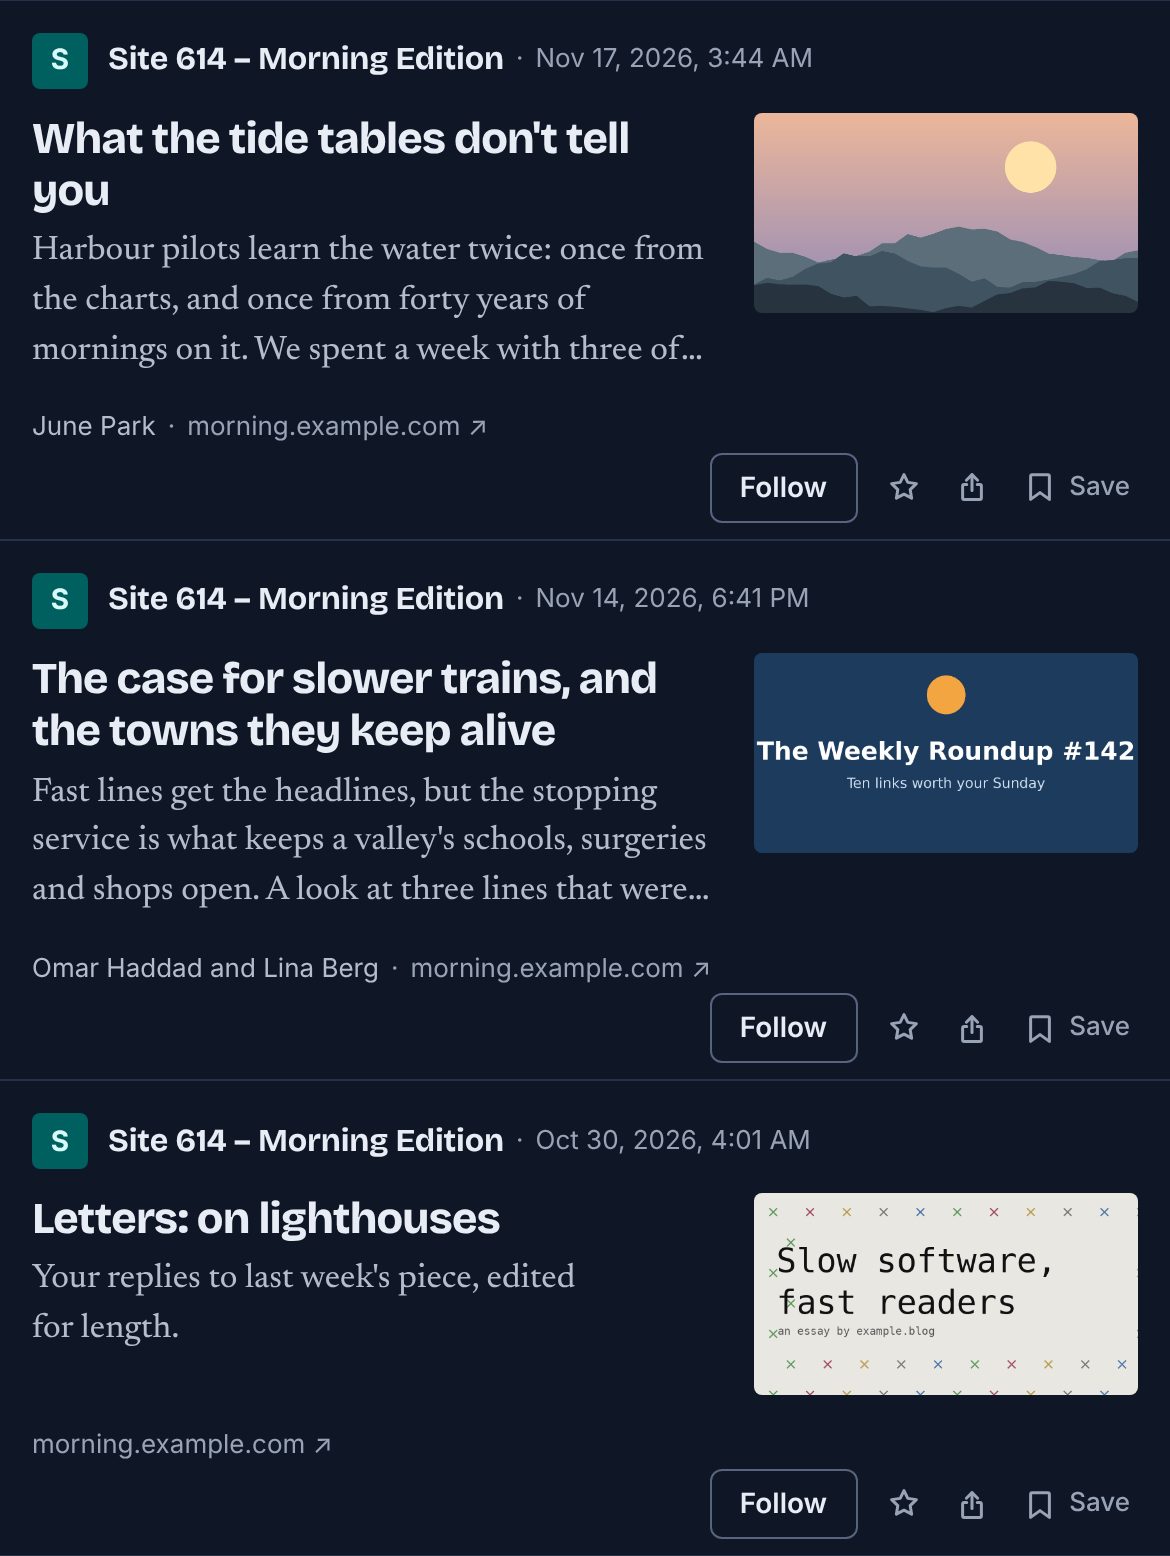 S Site 614 – Morning Edition · Nov 17, 2026, 3:44 AM
What the tide tables don't tell
you
Harbour pilots learn the water twice: once from
the charts, and once from forty years of
mornings on it. We spent a week with three of...
June Park · morning.example.com ↗
Follow Save
S Site 614 – Morning Edition · Nov 14, 2026, 6:41 PM
The case for slower trains, and
the towns they keep alive
Fast lines get the headlines, but the stopping
service is what keeps a valley's schools, surgeries
and shops open. A look at three lines that were...
The Weekly Roundup #142
Ten links worth your Sunday
Omar Haddad and Lina Berg · morning.example.com ↗
Follow Save
S Site 614 – Morning Edition · Oct 30, 2026, 4:01 AM
Letters: on lighthouses
Your replies to last week's piece, edited
for length.
Slow software,
fast readers
an essay by example.blog
morning.example.com ↗
Follow Save